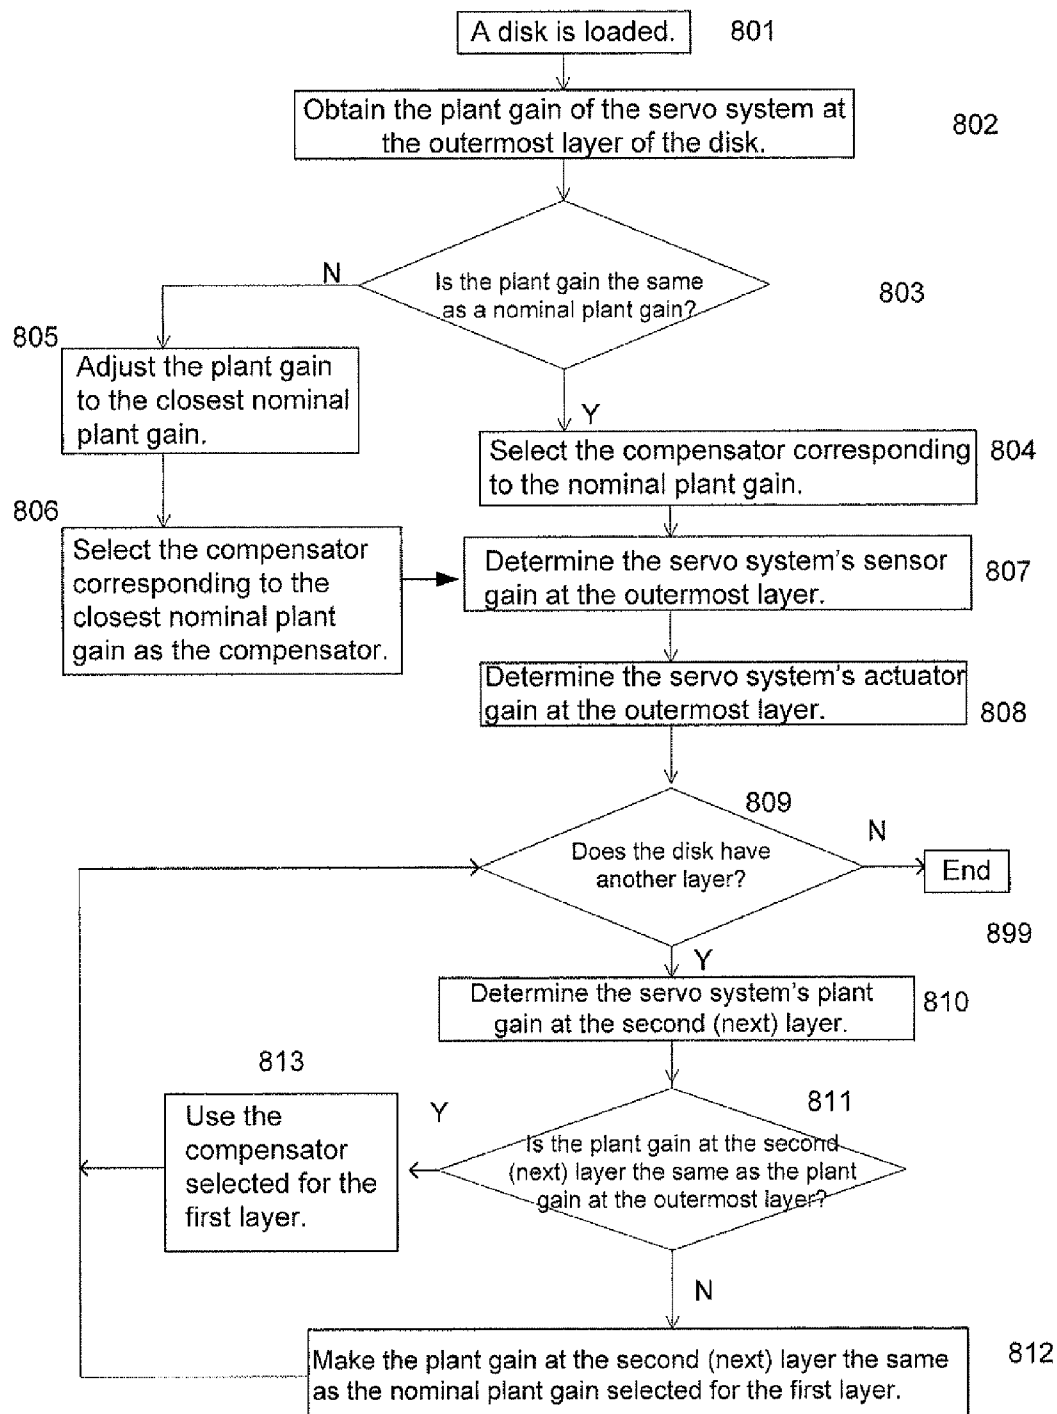 A disk is loaded.
801
Obtain the plant gain of the servo system at
the outermost layer of the disk.
802
N
Is the plant gain the same
as a nominal plant gain?
803
805
Adjust the plant gain
to the closest nominal
plant gain.
Y
Select the compensator corresponding
to the nominal plant gain.
804
806
Select the compensator
corresponding to the
closest nominal plant
gain as the compensator.
Determine the servo system's sensor
gain at the outermost layer.
807
Determine the servo system's actuator
gain at the outermost layer.
808
809
Does the disk have
another layer?
N
End
899
Y
Determine the servo system's plant
gain at the second (next) layer.
810
813
Use the
compensator
selected for the
first layer.
Y
811
Is the plant gain at the second
(next) layer the same as the plant
gain at the outermost layer?
N
Make the plant gain at the second (next) layer the same
as the nominal plant gain selected for the first layer.
812